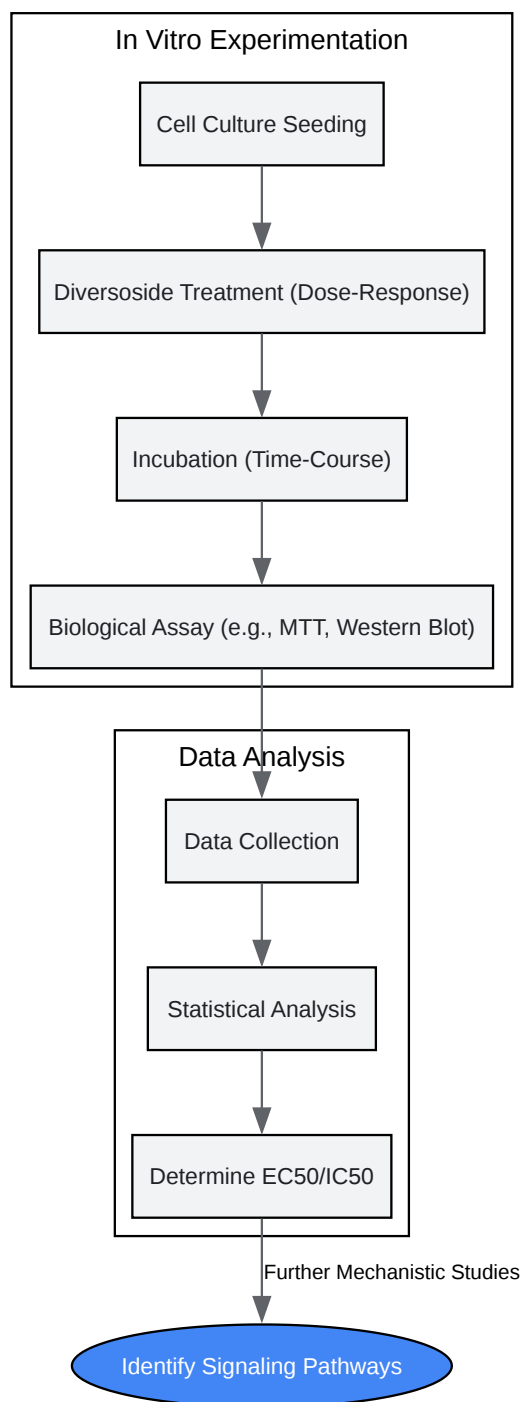 In Vitro Experimentation
Cell Culture Seeding
Diversoside Treatment (Dose-Response)
Incubation (Time-Course)
Biological Assay (e.g., MTT, Western Blot)
Data Analysis
Data Collection
Statistical Analysis
Determine EC50/IC50
Further Mechanistic Studies
Identify Signaling Pathways